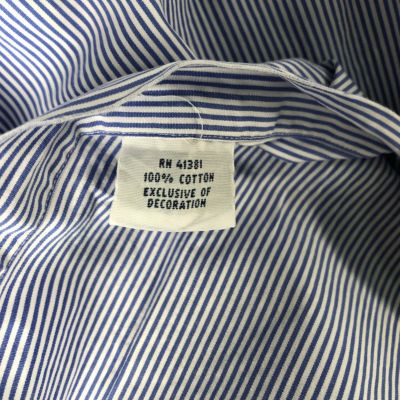 RN 41381
100% COTTON
EXCLUSIVE OF
DECORATION